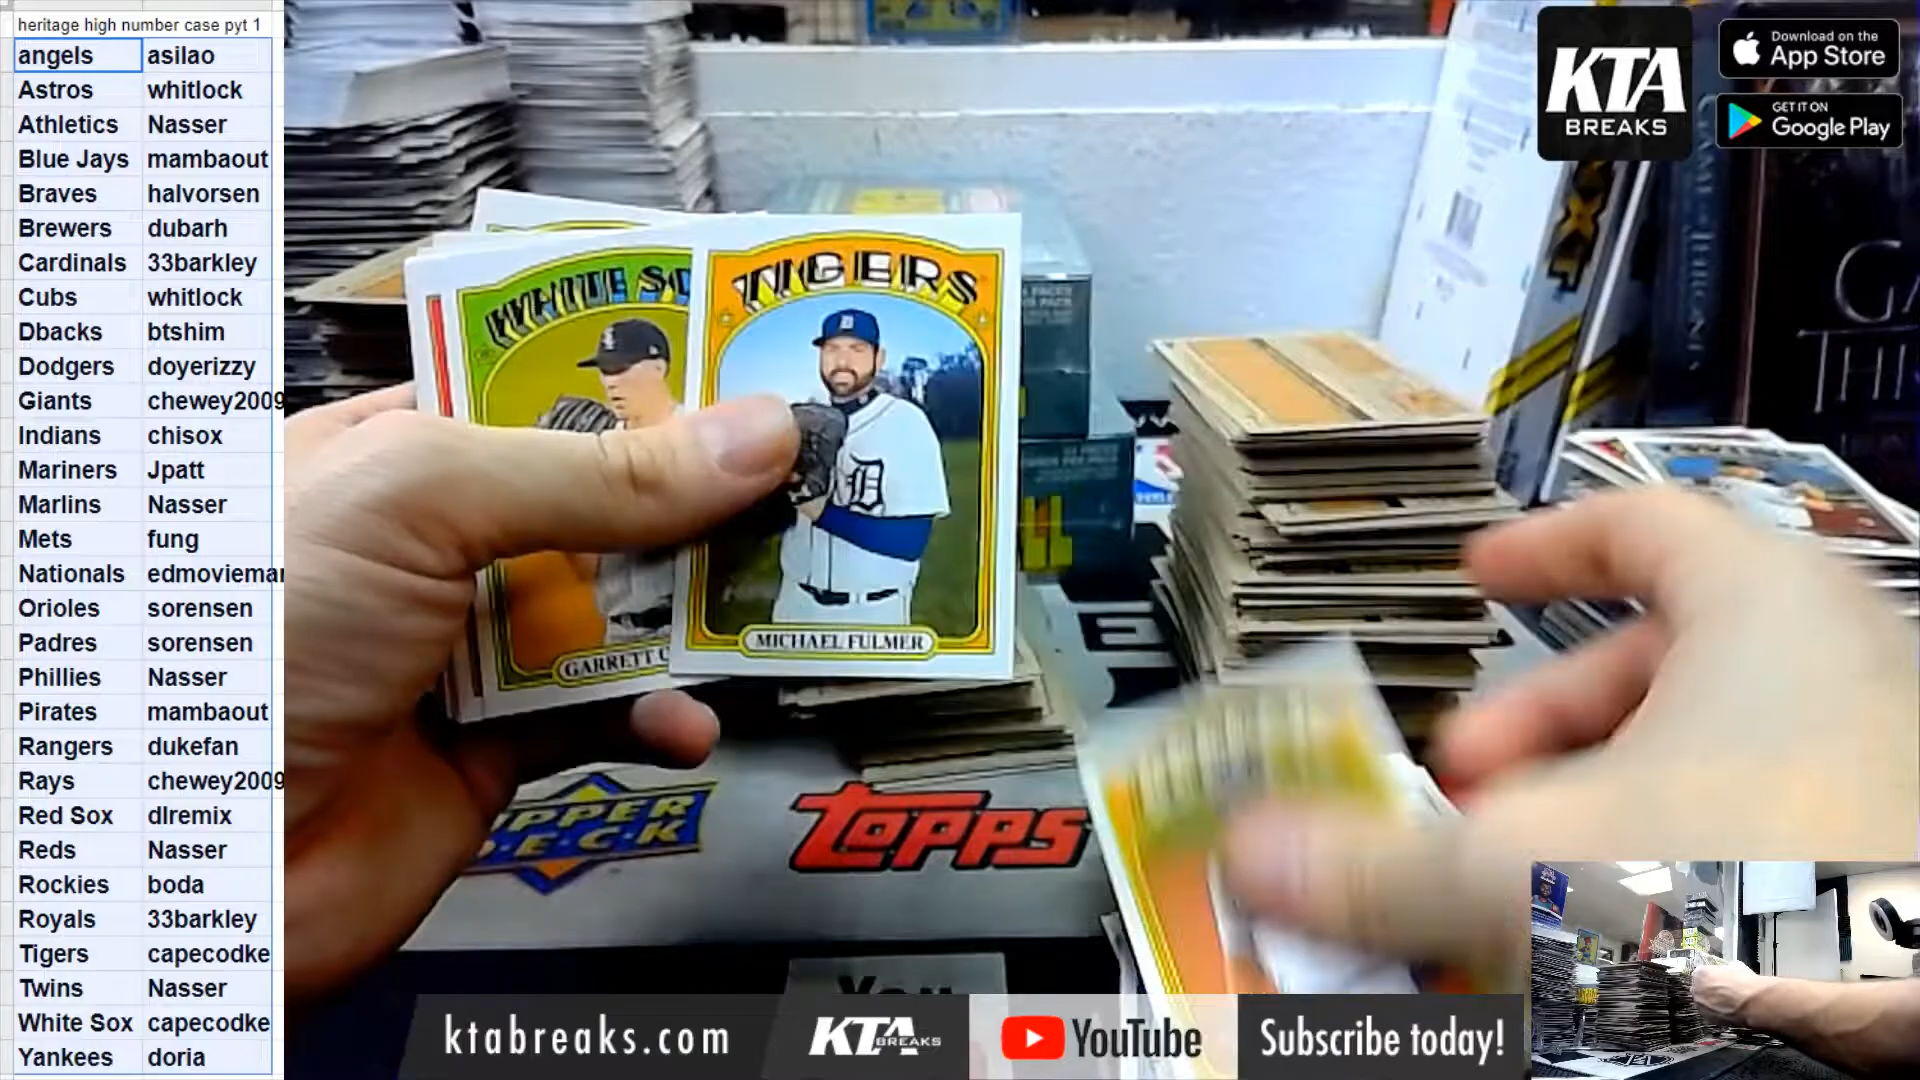 heritage high number case pyt 1
angels asilao
Astros whitlock
Athletics Nasser
Blue Jays mambaout
Braves halvorsen
Brewers dubarh
Cardinals 33barkley
Cubs whitlock
Dbacks btshim
Dodgers doyerizzy
Giants chewey2009
Indians chisox
Mariners Jpatt
Marlins Nasser
Mets fung
Nationals edmoviemar
Orioles sorensen
Padres sorensen
Phillies Nasser
Pirates mambaout
Rangers dukefan
Rays chewey2009
Red Sox dlremix
Reds Nasser
Rockies boda
Royals 33barkley
Tigers capecodke
Twins Nasser
White Sox capecodke
Yankees doria
KTA
BREAKS
Download on the
App Store
GET IT ON
Google Play
WHITE SO
TIGERS
GARRETT
MICHAEL FULMER
UPPER
DECK
TOPPS
You
ktabreaks.com
KTA
BREAKS
YouTube
Subscribe today!